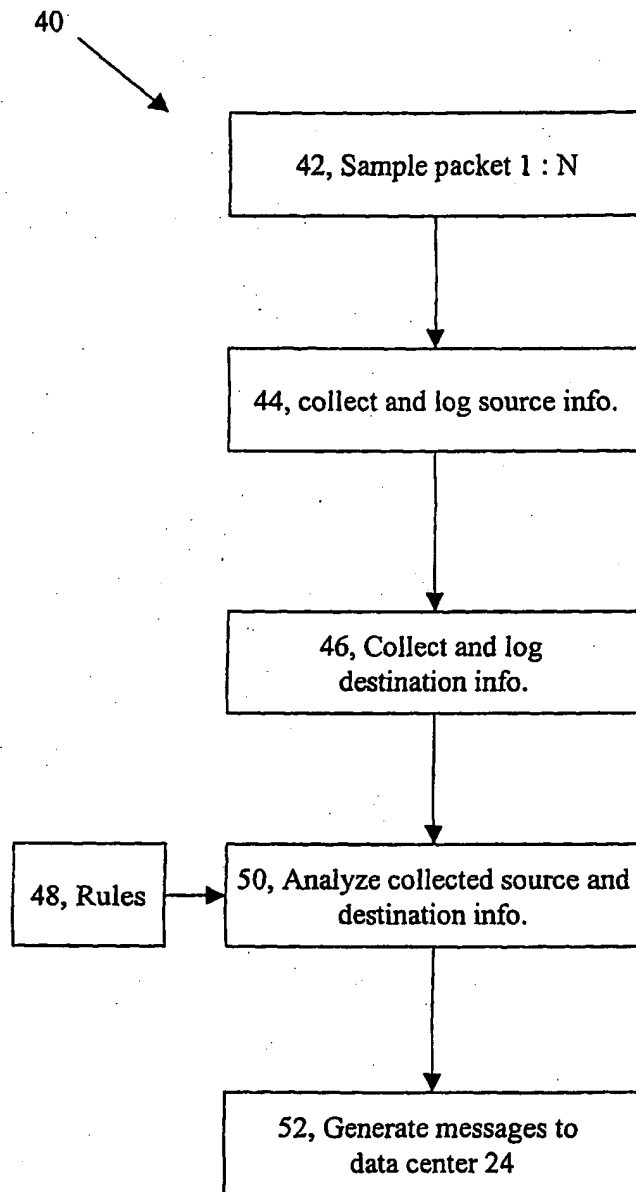 40
42, Sample packet 1 : N
44, collect and log source info.
46, Collect and log
destination info.
48, Rules
50, Analyze collected source and
destination info.
52, Generate messages to
data center 24